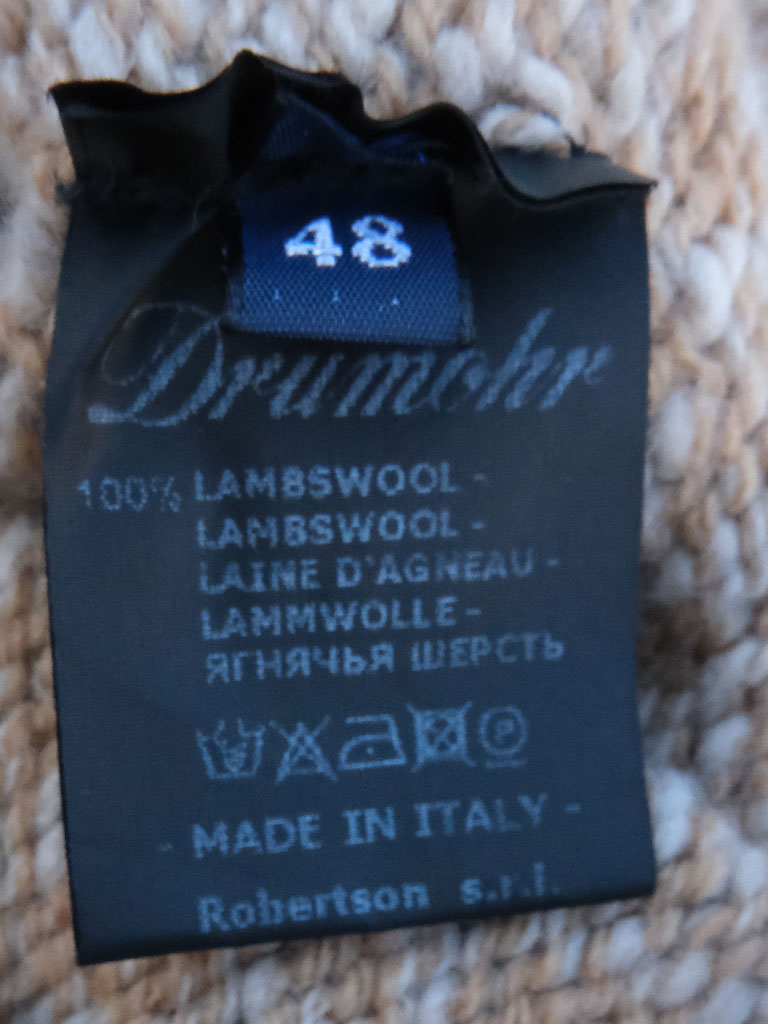 48
Drumohr
100% LAMBSWOOL -
LAMBSWOOL -
LAINE D'AGNEAU -
LAMMWOLLE -
ЯГНЯЧЬЯ ШЕРСТЬ
P
- MADE IN ITALY -
Robertson s.r.l.